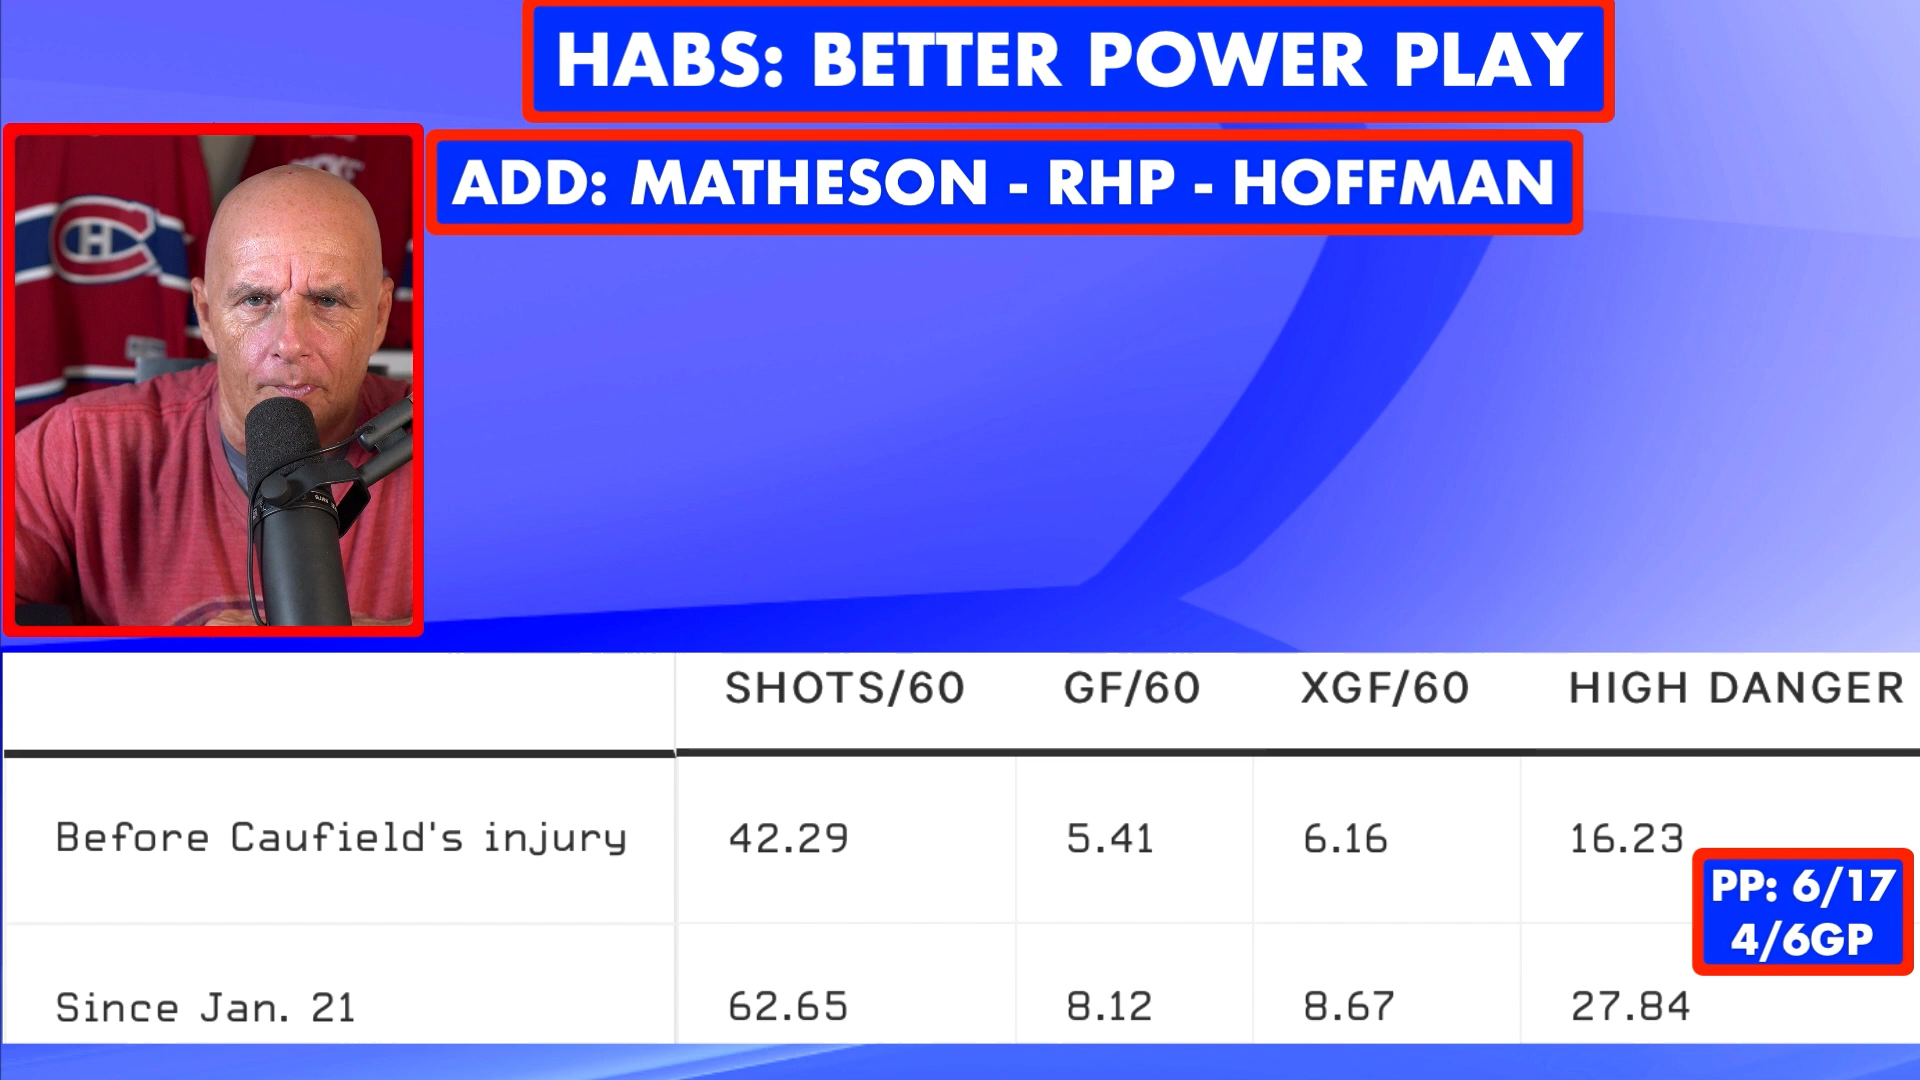 HABS: BETTER POWER PLAY
ADD: MATHESON - RHP - HOFFMAN
SHOTS/60 GF/60 XGF/60 HIGH DANGER
Before Caufield's injury 42.29 5.41 6.16 16.23
PP: 6/17
4/6GP
Since Jan. 21 62.65 8.12 8.67 27.84